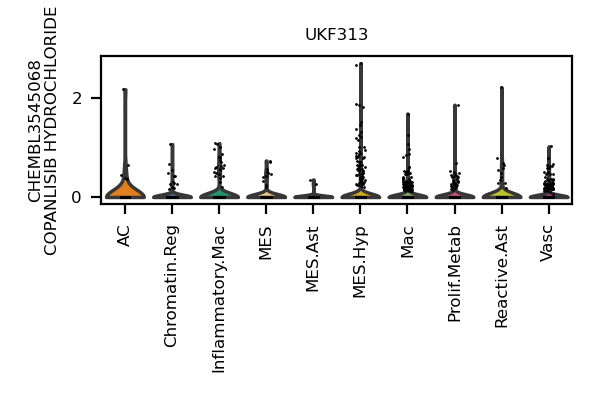 UKF313
CHEMBL3545068
COPANLISIB HYDROCHLORIDE
2
0
AC
Chromatin.Reg
Inflammatory.Mac
MES
MES.Ast
MES.Hyp
Mac
Prolif.Metab
Reactive.Ast
Vasc